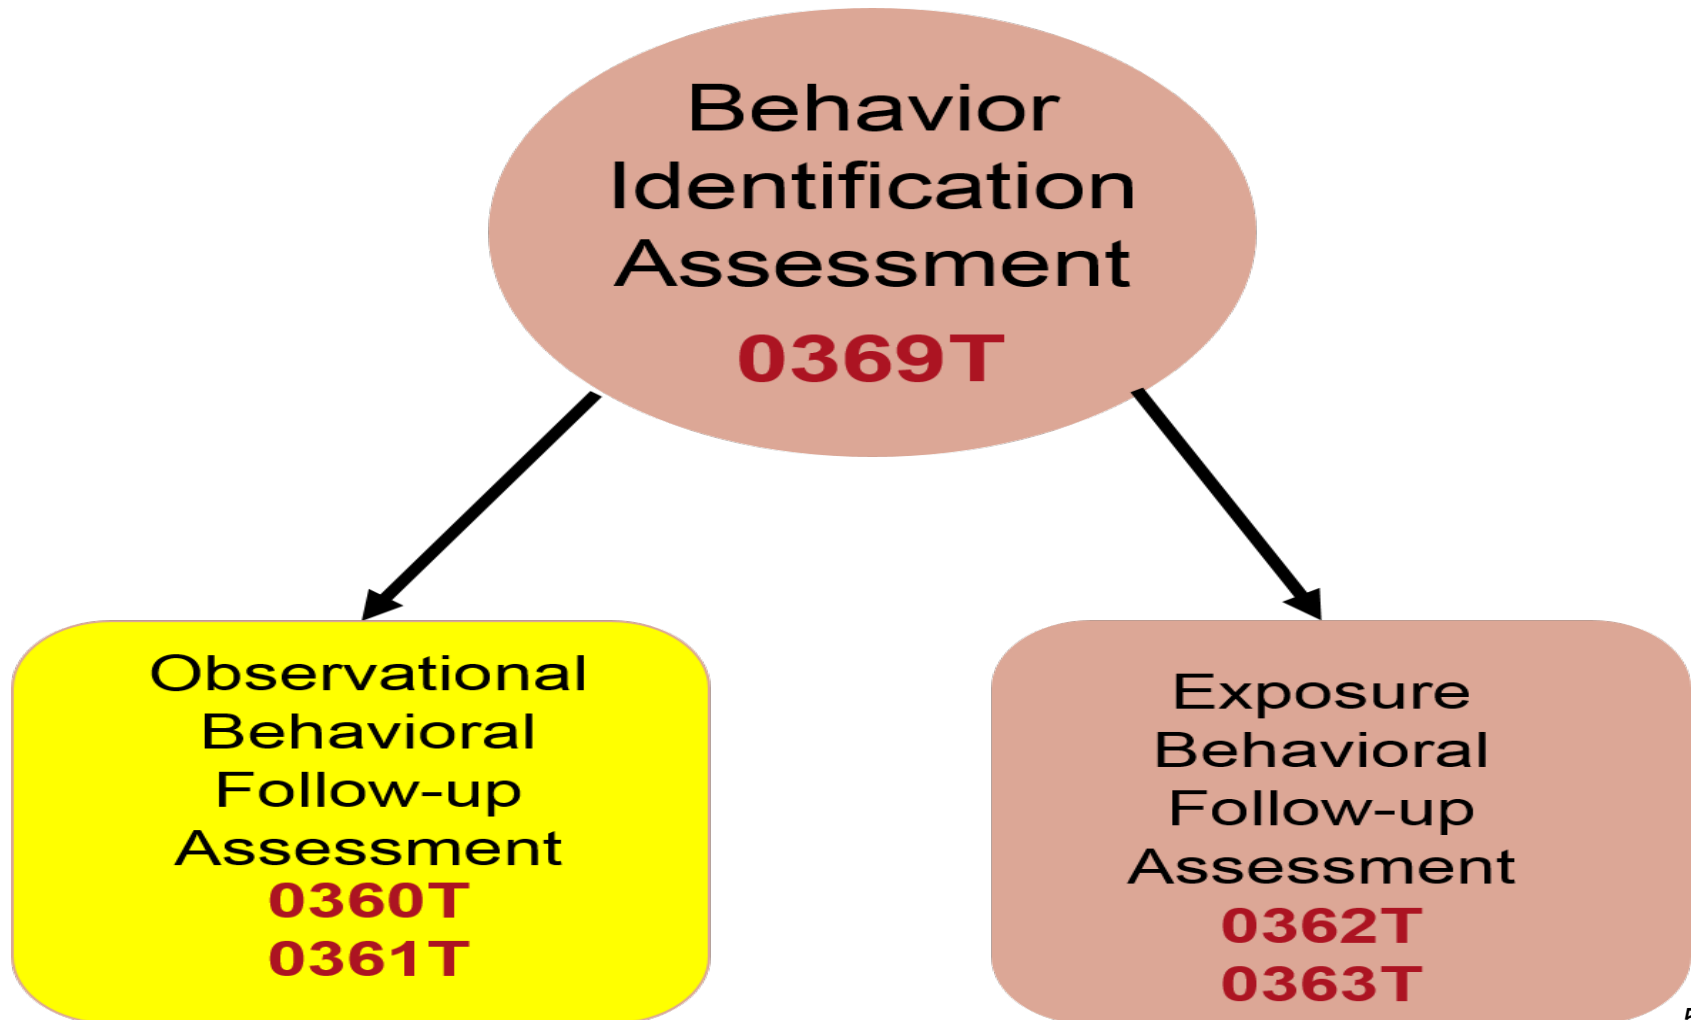 Behavior
Identification
Assessment
0369T
Observational
Behavioral
Follow-up
Assessment
0360T
0361T
Exposure
Behavioral
Follow-up
Assessment
0362T
0363T